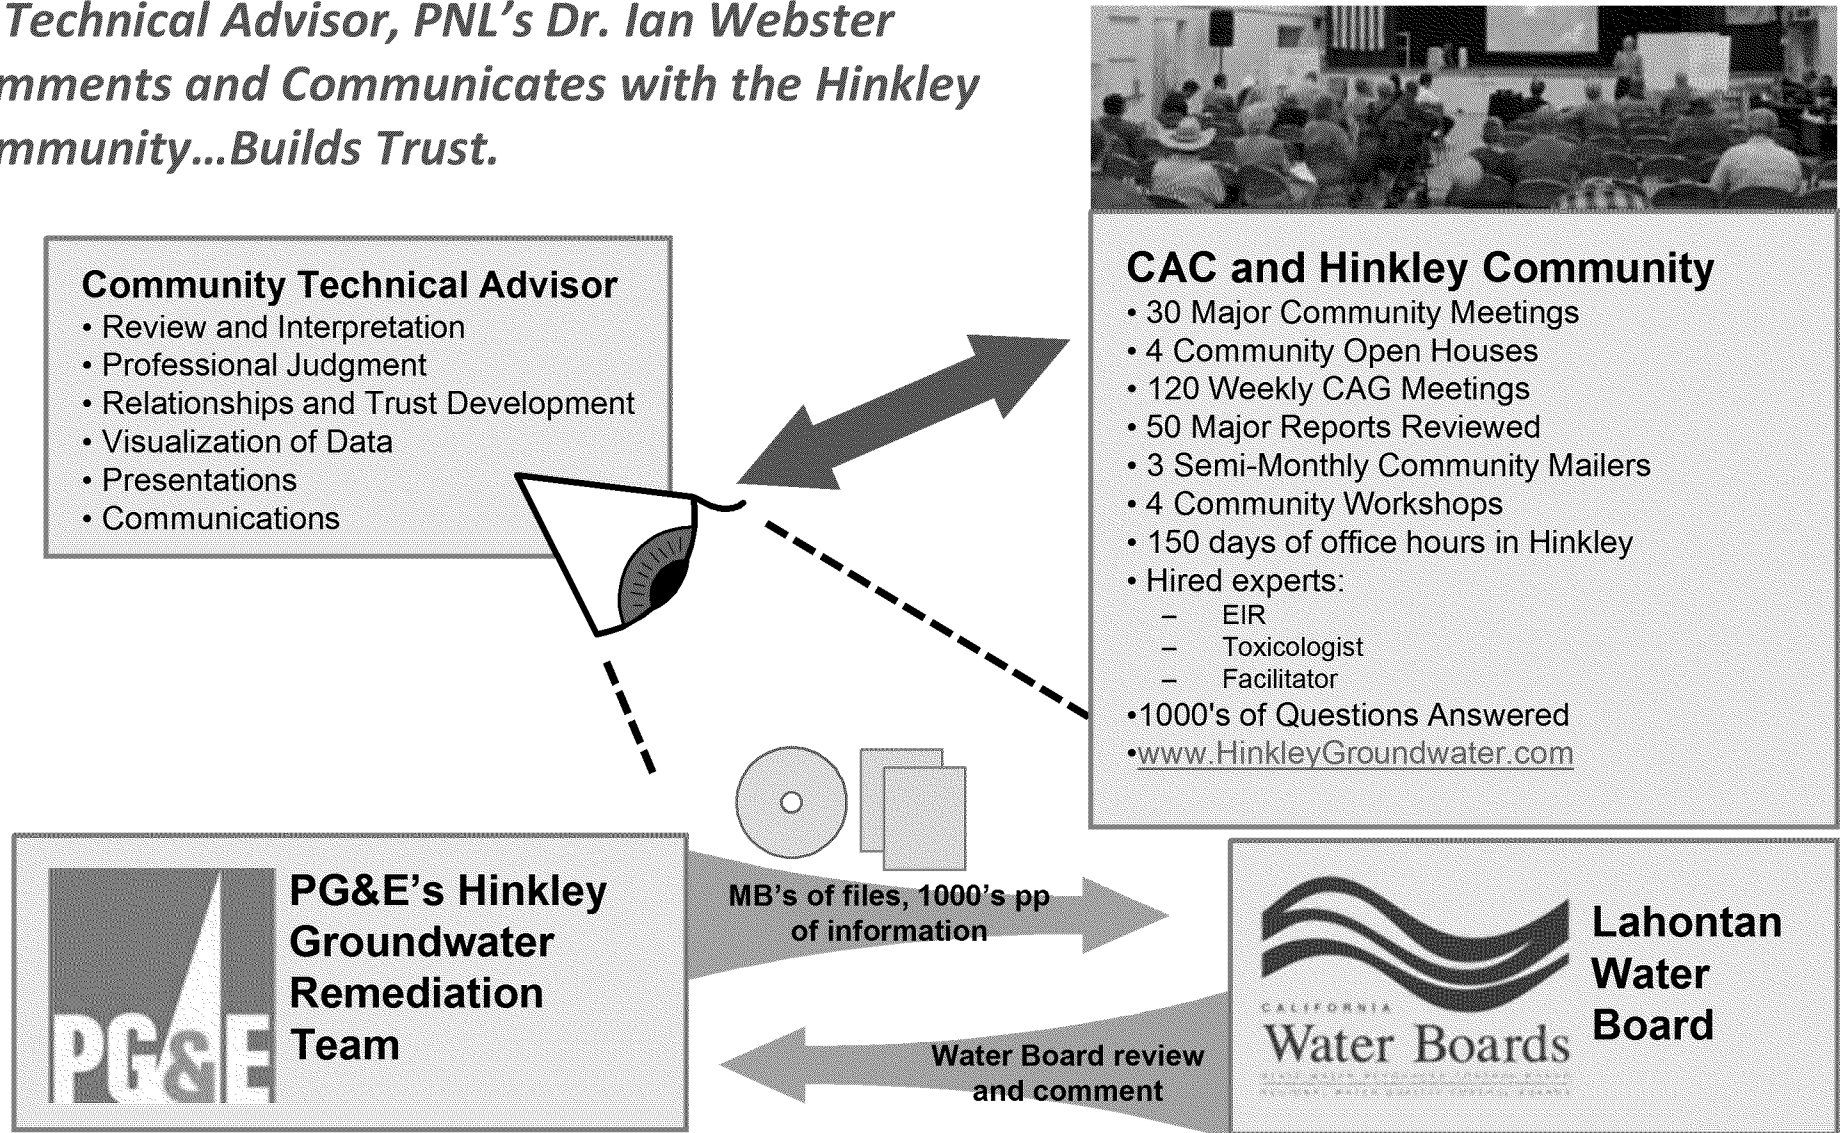 Technical Advisor, PNL’s Dr. Ian Webster
mments and Communicates with the Hinkley
mmunity…Builds Trust.
Community Technical Advisor
• Review and Interpretation
• Professional Judgment
• Relationships and Trust Development
• Visualization of Data
• Presentations
• Communications
CAC and Hinkley Community
• 30 Major Community Meetings
• 4 Community Open Houses
• 120 Weekly CAG Meetings
• 50 Major Reports Reviewed
• 3 Semi-Monthly Community Mailers
• 4 Community Workshops
• 150 days of office hours in Hinkley
• Hired experts:
– EIR
– Toxicologist
– Facilitator
•1000's of Questions Answered
•www.HinkleyGroundwater.com
PG&E
PG&E’s Hinkley
Groundwater
Remediation
Team
MB’s of files, 1000’s pp
of information
Water Board review
and comment
CALIFORNIA
Water Boards
Lahontan
Water
Board